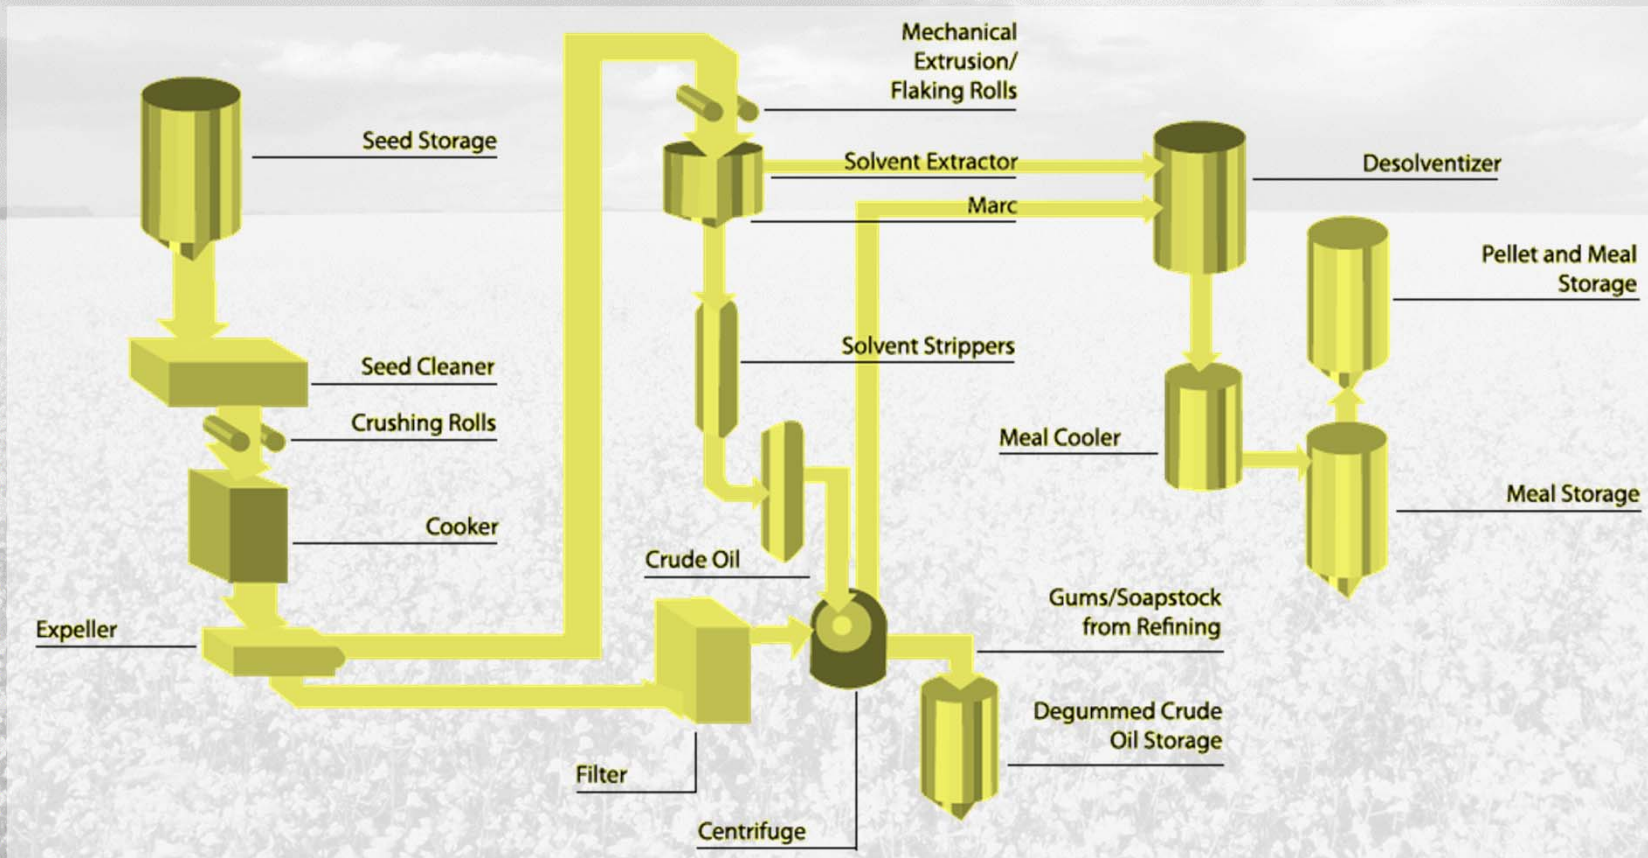 Mechanical
Extrusion/
Flaking Rolls
Seed Storage
Solvent Extractor
Desolventizer
Marc
Pellet and Meal
Storage
Solvent Strippers
Seed Cleaner
Crushing Rolls
Meal Cooler
Meal Storage
Cooker
Crude Oil
Gums/Soapstock
from Refining
Expeller
Degummed Crude
Oil Storage
Filter
Centrifuge